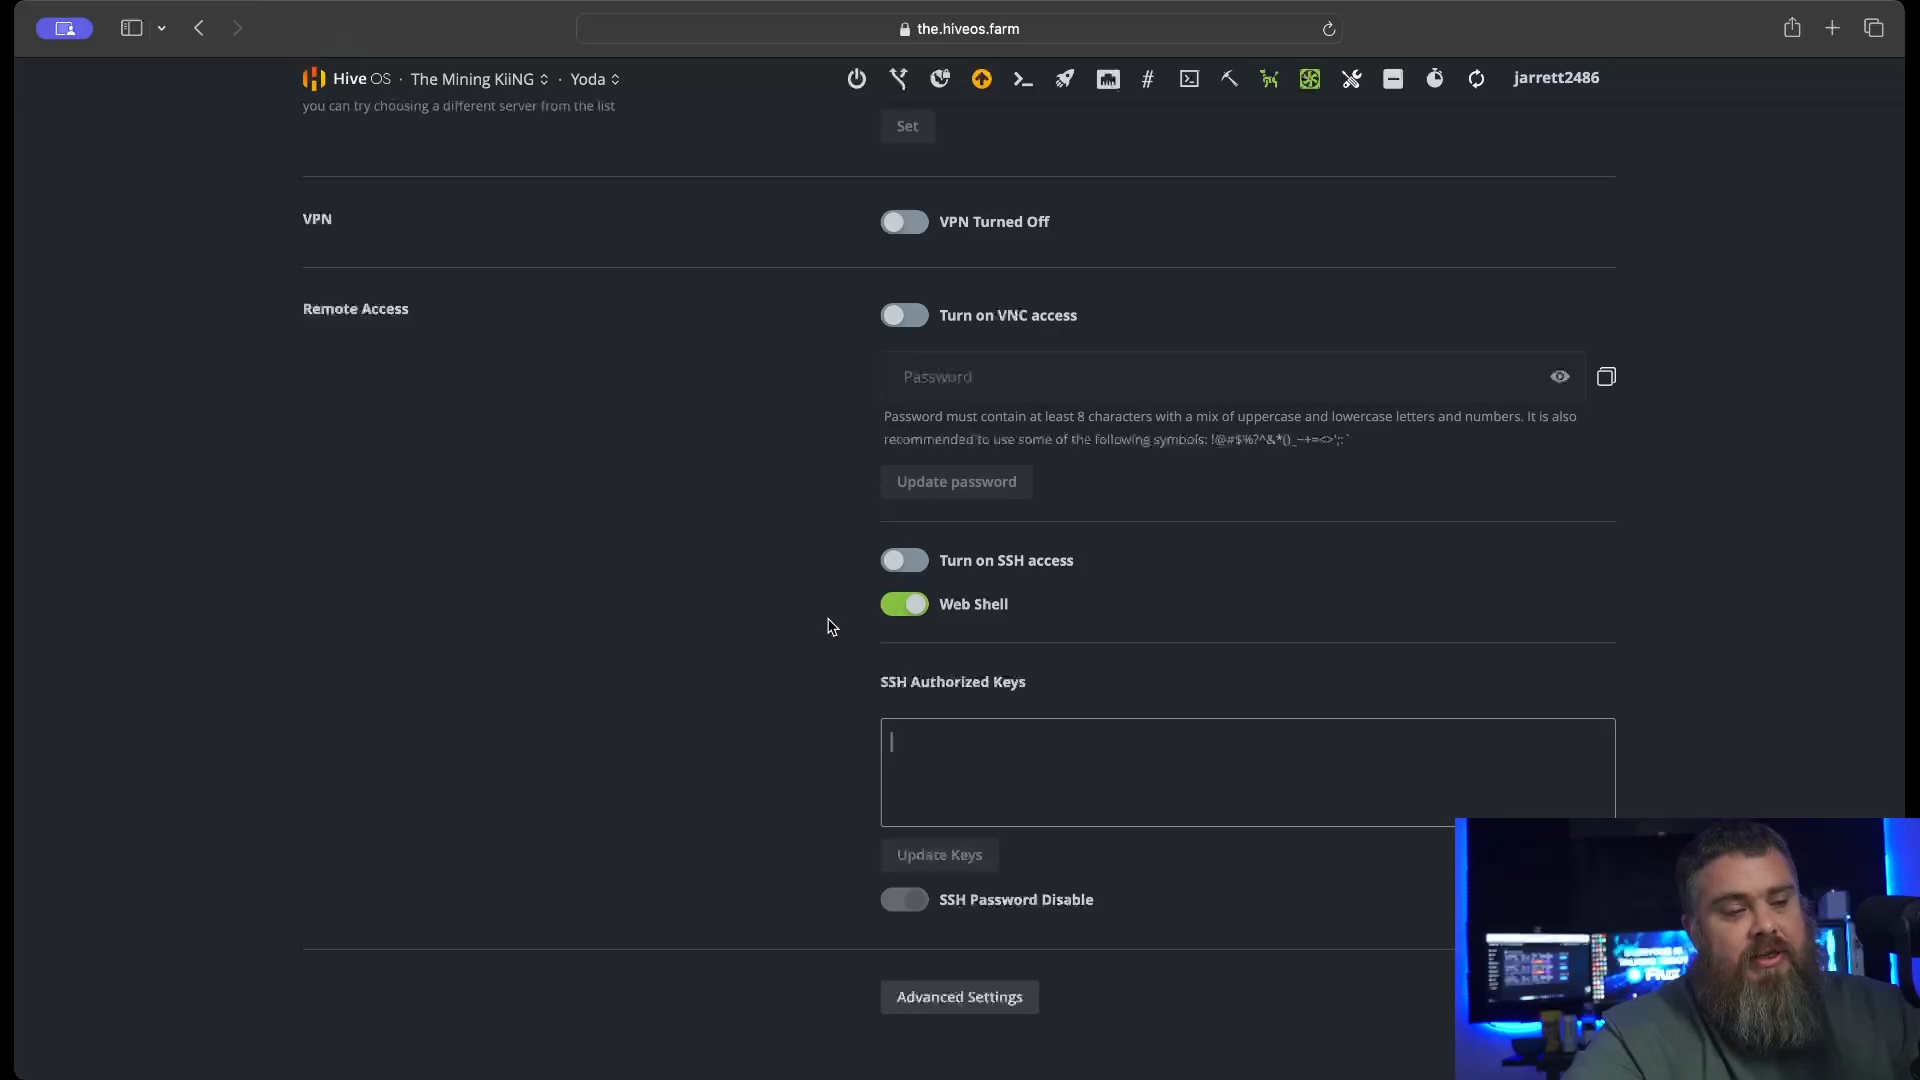 the.hiveos.farm
Hive OS · The Mining KiiNG · Yoda
jarrett2486
you can try choosing a different server from the list
Set
VPN
VPN Turned Off
Remote Access
Turn on VNC access
Password
Password must contain at least 8 characters with a mix of uppercase and lowercase letters and numbers. It is also
recommended to use some of the following symbols: !@#$%?^&*()_-+=<>';:`
Update password
Turn on SSH access
Web Shell
SSH Authorized Keys
Update Keys
SSH Password Disable
Advanced Settings
Flux